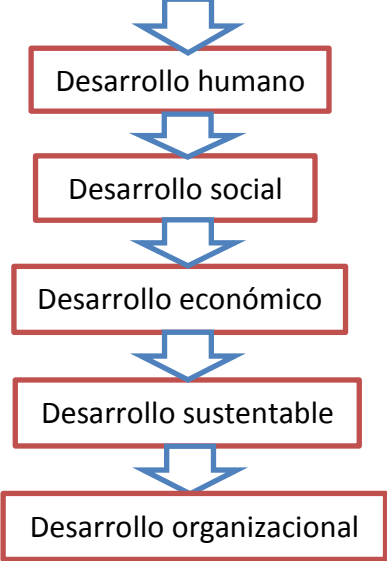 Desarrollo humano
Desarrollo social
Desarrollo económico
Desarrollo sustentable
Desarrollo organizacional